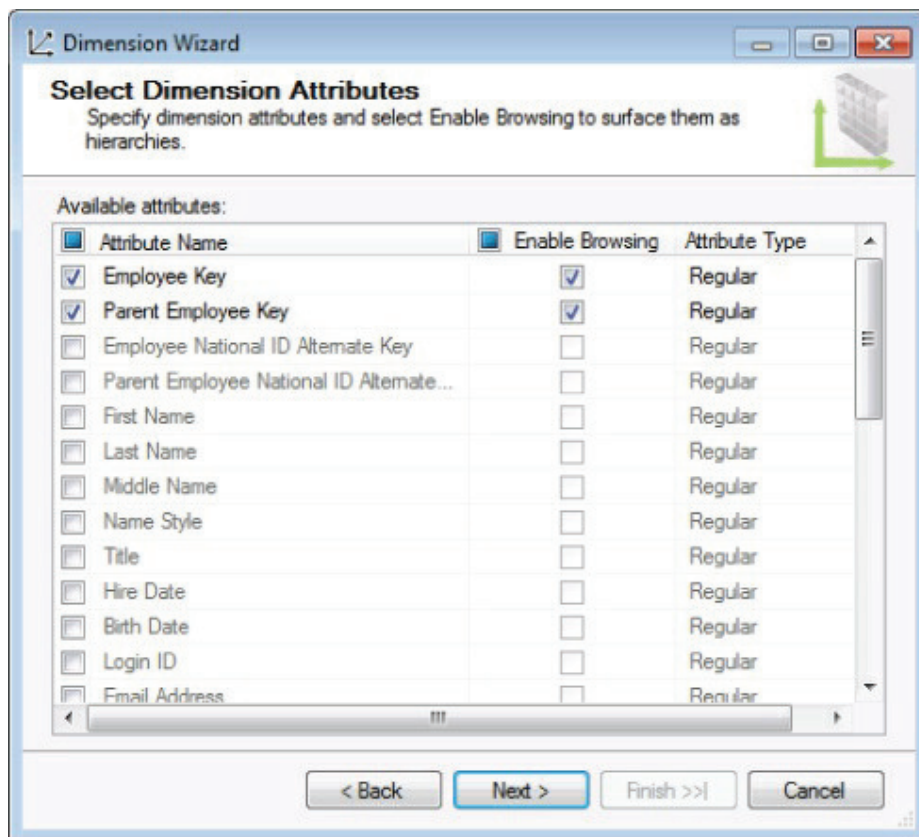 Dimension Wizard
Select Dimension Attributes
Specify dimension attributes and select Enable Browsing to surface them as
hierarchies.
Available attributes:
Attribute Name Enable Browsing Attribute Type
Employee Key Regular
Parent Employee Key Regular
Employee National ID Alternate Key Regular
Parent Employee National ID Alternate... Regular
First Name Regular
Last Name Regular
Middle Name Regular
Name Style Regular
Title Regular
Hire Date Regular
Birth Date Regular
Login ID Regular
Email Address Regular
< Back Next > Finish >>| Cancel